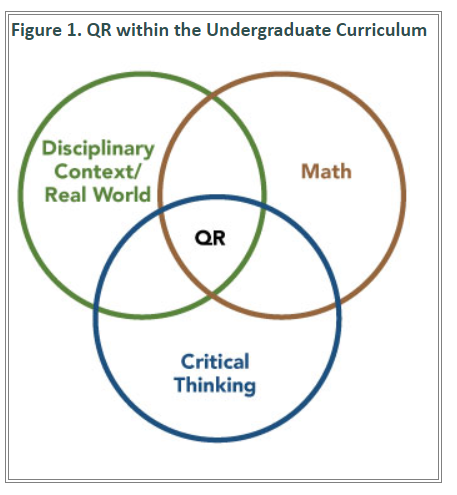 Figure 1. QR within the Undergraduate Curriculum
Disciplinary
Context/
Real World
Math
QR
Critical
Thinking